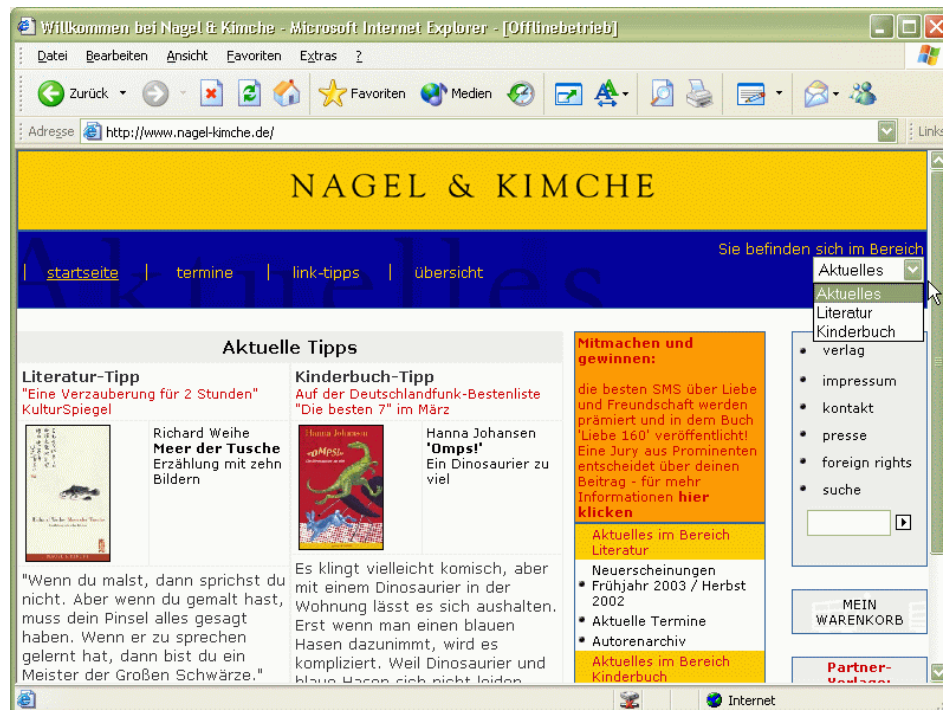 Willkommen bei Nagel & Kimche - Microsoft Internet Explorer - [Offlinebetrieb]
Datei Bearbeiten Ansicht Favoriten Extras ?
Zurück Favoriten Medien
Adresse http://www.nagel-kimche.de/ Links
NAGEL & KIMCHE
Aktuelles
Sie befinden sich im Bereich
| startseite | termine | link-tipps | übersicht
Aktuelles
Aktuelles
Literatur
Kinderbuch
Aktuelle Tipps
Literatur-Tipp
"Eine Verzauberung für 2 Stunden"
KulturSpiegel
Richard Weihe
Meer der Tusche
Erzählung mit zehn
Bildern
"Wenn du malst, dann sprichst du
nicht. Aber wenn du gemalt hast,
muss dein Pinsel alles gesagt
haben. Wenn er zu sprechen
gelernt hat, dann bist du ein
Meister der Großen Schwärze."
Kinderbuch-Tipp
Auf der Deutschlandfunk-Bestenliste
"Die besten 7" im März
Hanna Johansen
»OMPS!«
Hanna Johansen
'Omps!'
Ein Dinosaurier zu
viel
Es klingt vielleicht komisch, aber
mit einem Dinosaurier in der
Wohnung lässt es sich aushalten.
Erst wenn man einen blauen
Hasen dazunimmt, wird es
kompliziert. Weil Dinosaurier und
blaue Hasen sich nicht leiden
Mitmachen und
gewinnen:
die besten SMS über Liebe
und Freundschaft werden
prämiert und in dem Buch
'Liebe 160' veröffentlicht!
Eine Jury aus Prominenten
entscheidet über deinen
Beitrag - für mehr
Informationen hier
klicken
Aktuelles im Bereich
Literatur
Neuerscheinungen
• Frühjahr 2003 / Herbst
2002
• Aktuelle Termine
• Autorenarchiv
Aktuelles im Bereich
Kinderbuch
• verlag
• impressum
• kontakt
• presse
• foreign rights
• suche
MEIN
WARENKORB
Partner-
Verlage:
Internet